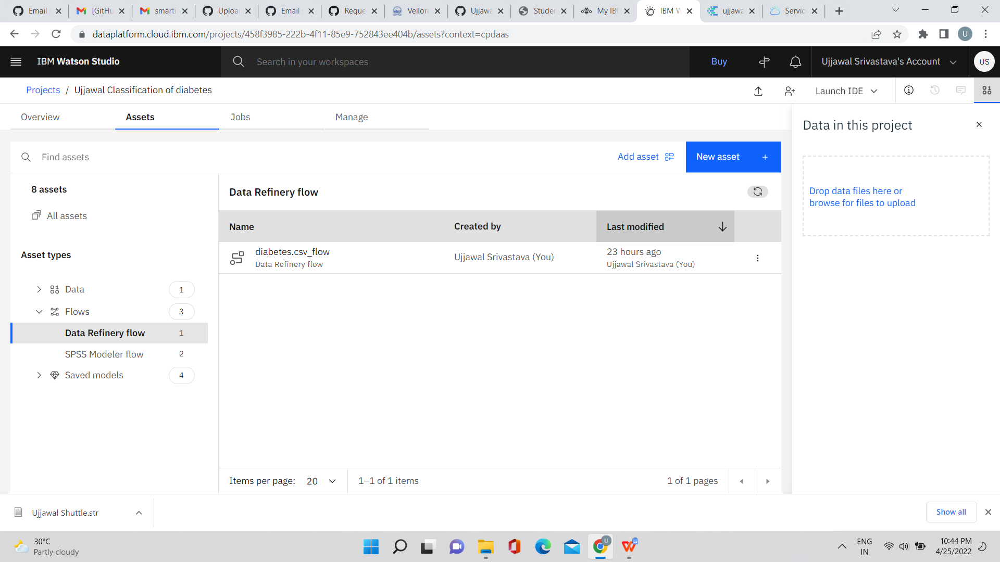 Email
[GitHu
smarti
Uploa
Email
Reque
Vellore
Ujjawa
Studen
My IBM
IBM W
ujjawa
Servic
dataplatform.cloud.ibm.com/projects/458f3985-222b-4f11-85e9-752843ee404b/assets?context=cpdaas
U
IBM Watson Studio
Search in your workspaces
Buy
Ujjawal Srivastava's Account
US
Projects / Ujjawal Classification of diabetes
Launch IDE
Overview
Assets
Jobs
Manage
Data in this project
Find assets
Add asset
New asset +
Drop data files here or
browse for files to upload
8 assets
All assets
Asset types
Data 1
Flows 3
Data Refinery flow 1
SPSS Modeler flow 2
Saved models 4
Data Refinery flow
Name
Created by
Last modified
diabetes.csv_flow
Data Refinery flow
Ujjawal Srivastava (You)
23 hours ago
Ujjawal Srivastava (You)
Items per page: 20
1–1 of 1 items
1 of 1 pages
Ujjawal Shuttle.str
Show all
30°C
Partly cloudy
ENG
IN
10:44 PM
4/25/2022